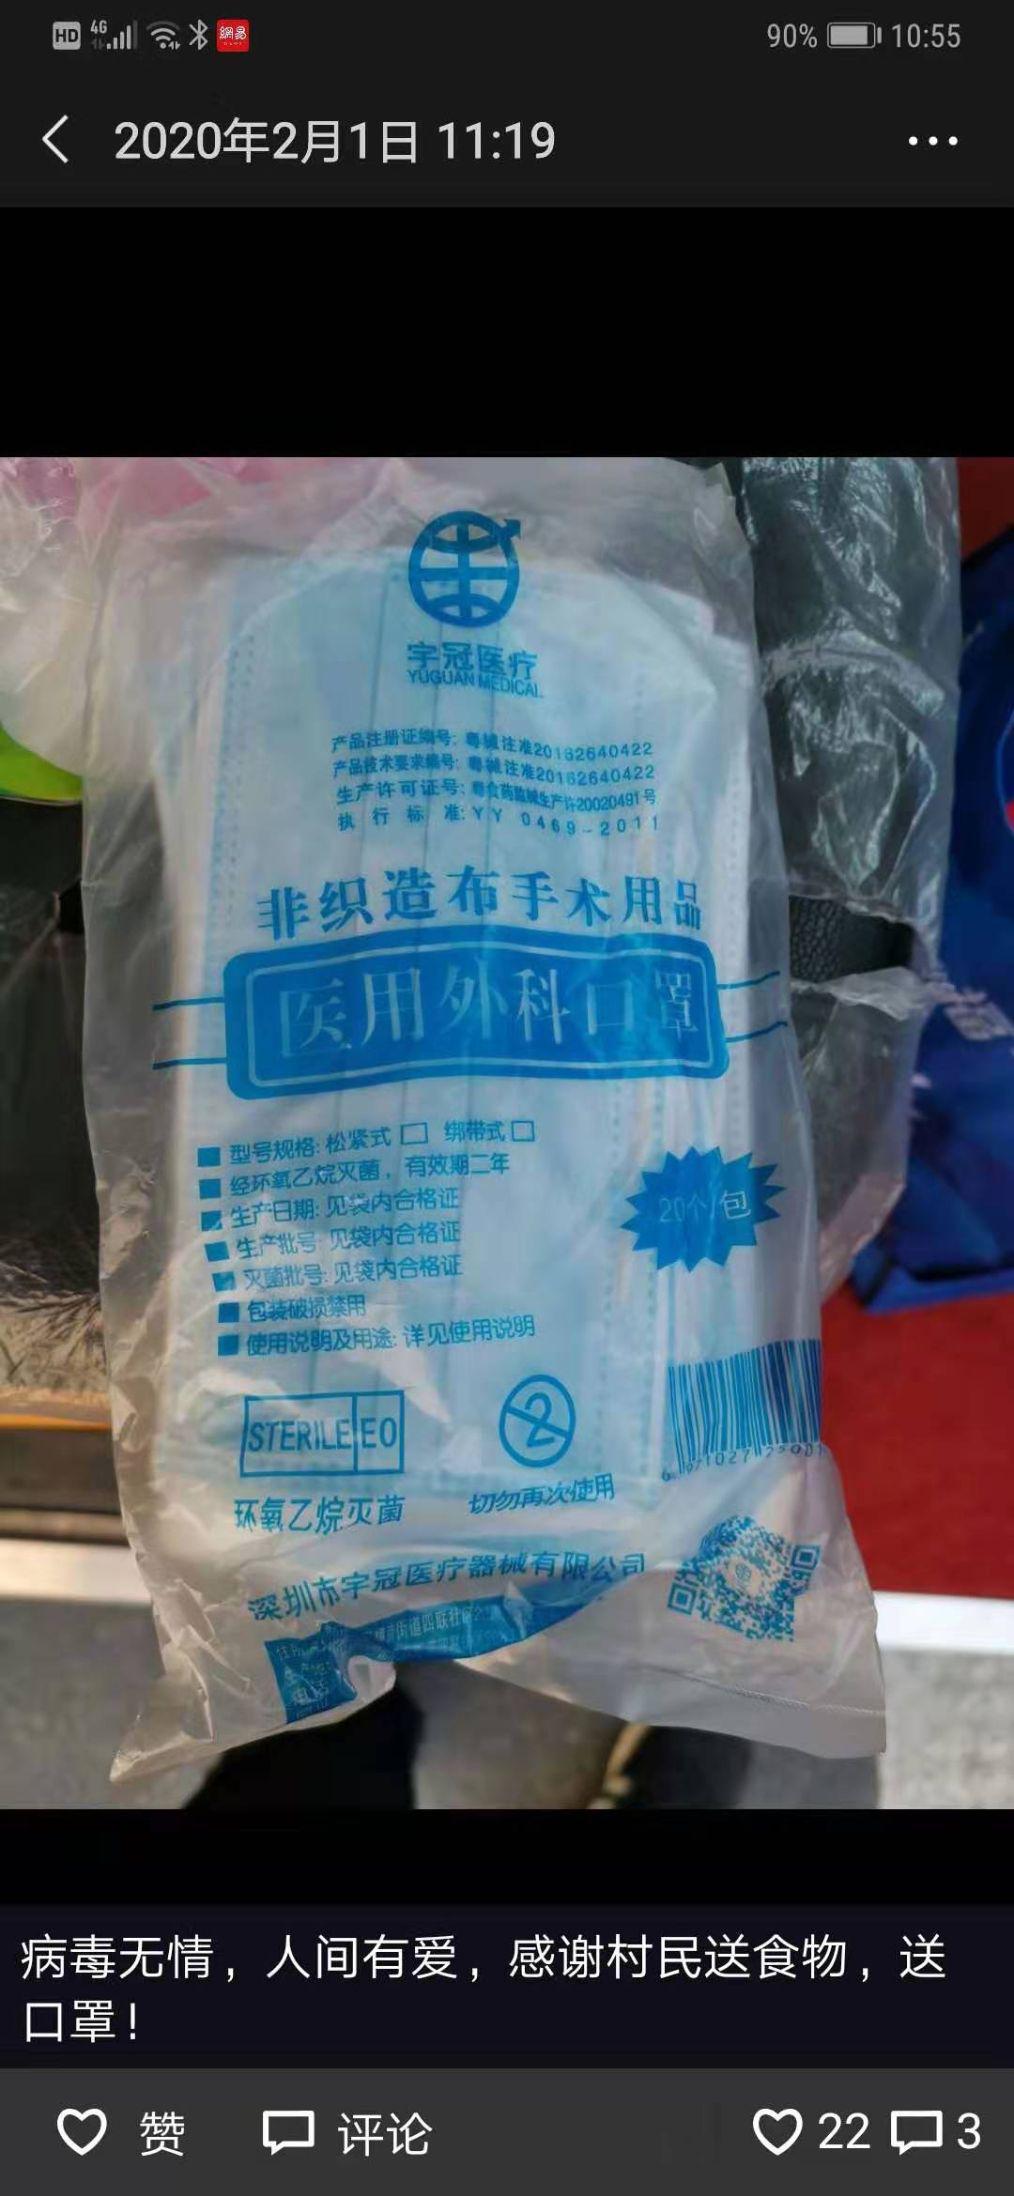 HD 4G 網易 90% 10:55
2020年2月1日 11:19
宇冠医疗
YUGUAN MEDICAL
产品注册证编号: 粤械注准20162640422
产品技术要求编号: 粤械注准20162640422
生产许可证号: 粤食药监械生产许20020491号
执行标准: YY 0469-2011
非织造布手术用品
医用外科口罩
型号规格: 松紧式 绑带式
经环氧乙烷灭菌，有效期二年
生产日期: 见袋内合格证
生产批号: 见袋内合格证
灭菌批号: 见袋内合格证
包装破损禁用
使用说明及用途: 详见使用说明
20个/包
STERILE EO
2
环氧乙烷灭菌
切勿再次使用
深圳市宇冠医疗器械有限公司
病毒无情，人间有爱，感谢村民送食物，送
口罩！
赞 评论 22 3